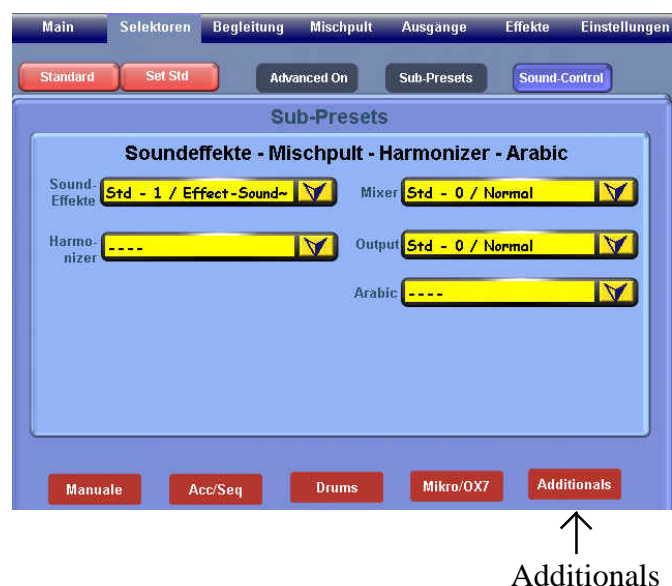 Main Selektoren Begleitung Mischpult Ausgänge Effekte Einstellungen
Standard Set Std Advanced On Sub-Presets Sound-Control
Sub-Presets
Soundeffekte - Mischpult - Harmonizer - Arabic
Sound-
Effekte
Std - 1 / Effect-Sound~
Mixer Std - 0 / Normal
Harmo-
nizer
----
Output Std - 0 / Normal
Arabic ----
Manuale Acc/Seq Drums Mikro/OX7 Additionals
Additionals